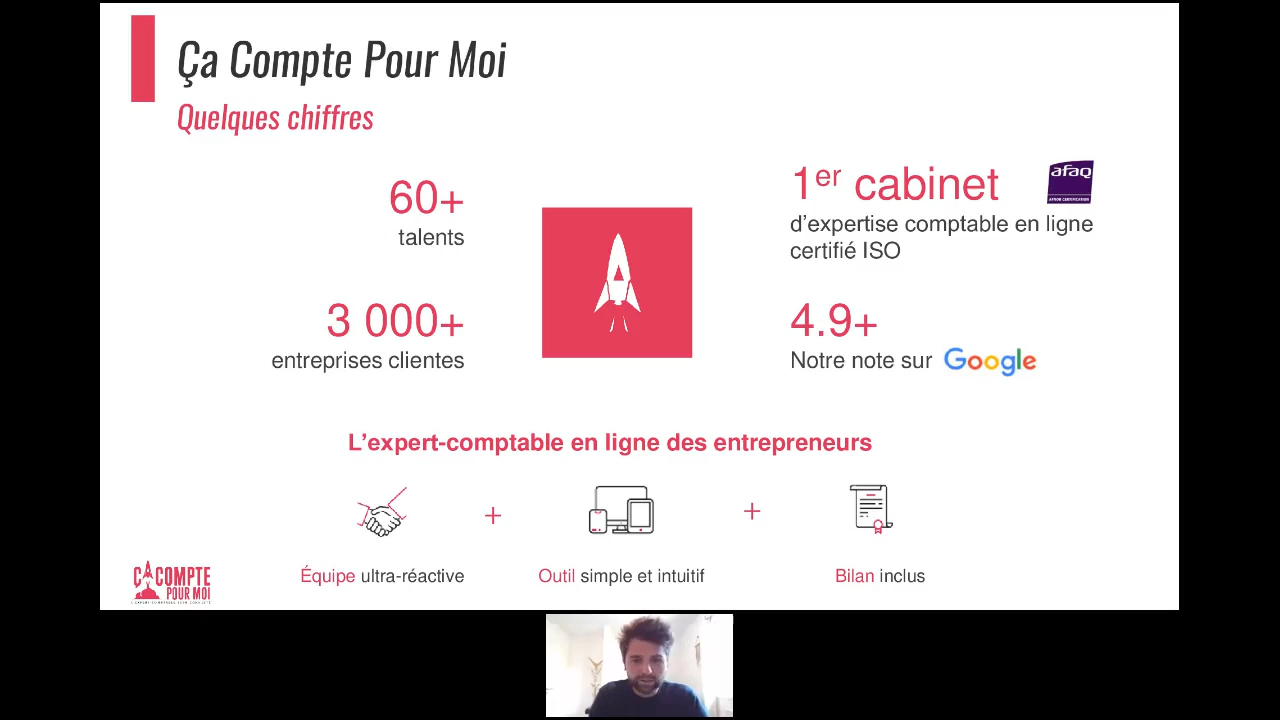 Ça Compte Pour Moi
Quelques chiffres
60+
talents
3 000+
entreprises clientes
1er cabinet
afaq
AFNOR CERTIFICATION
d’expertise comptable en ligne
certifié ISO
4.9+
Notre note sur Google
L’expert-comptable en ligne des entrepreneurs
+
+
Équipe ultra-réactive
Outil simple et intuitif
Bilan inclus
ÇA COMPTE
POUR MOI